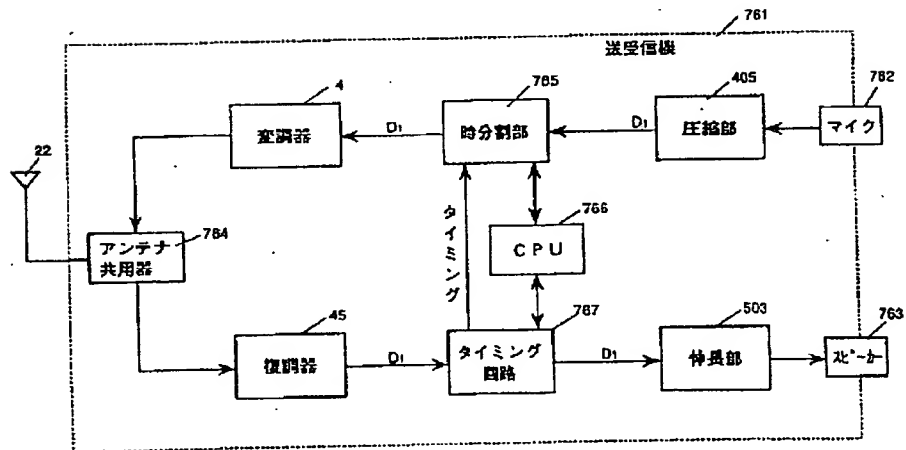 761
送受信機
4
765
405
762
変調器
D1
時分割部
D1
圧縮部
マイク
22
タイミング
766
CPU
アンテナ
共用器
764
45
767
503
763
復調器
D1
タイミング
回路
D1
伸長部
スピーカー